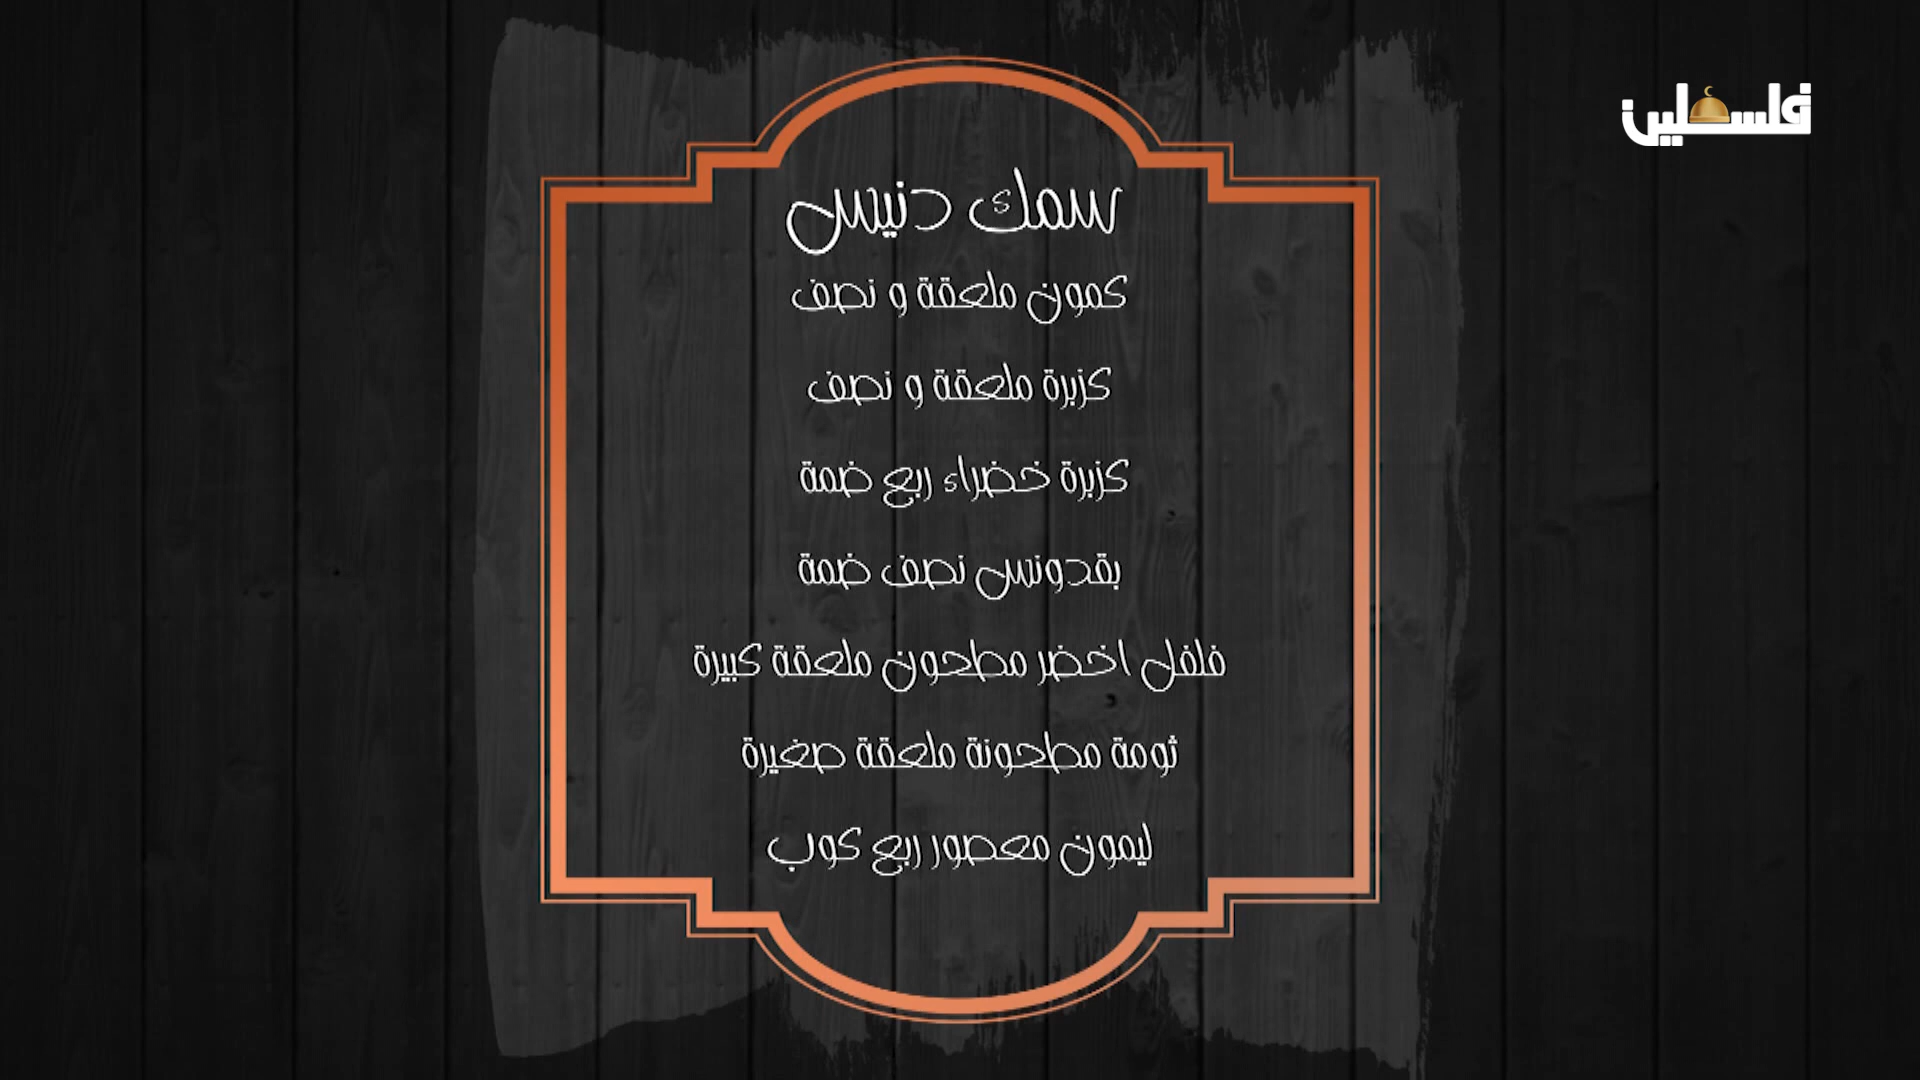 فلسطين
سمك دنيس
كمون ملعقة و نصف
كزبرة ملعقة و نصف
كزبرة خضراء ربع ضمة
بقدونس نصف ضمة
فلفل اخضر مطحون ملعقة كبيرة
ثومة مطحونة ملعقة صغيرة
ليمون معصور ربع كوب